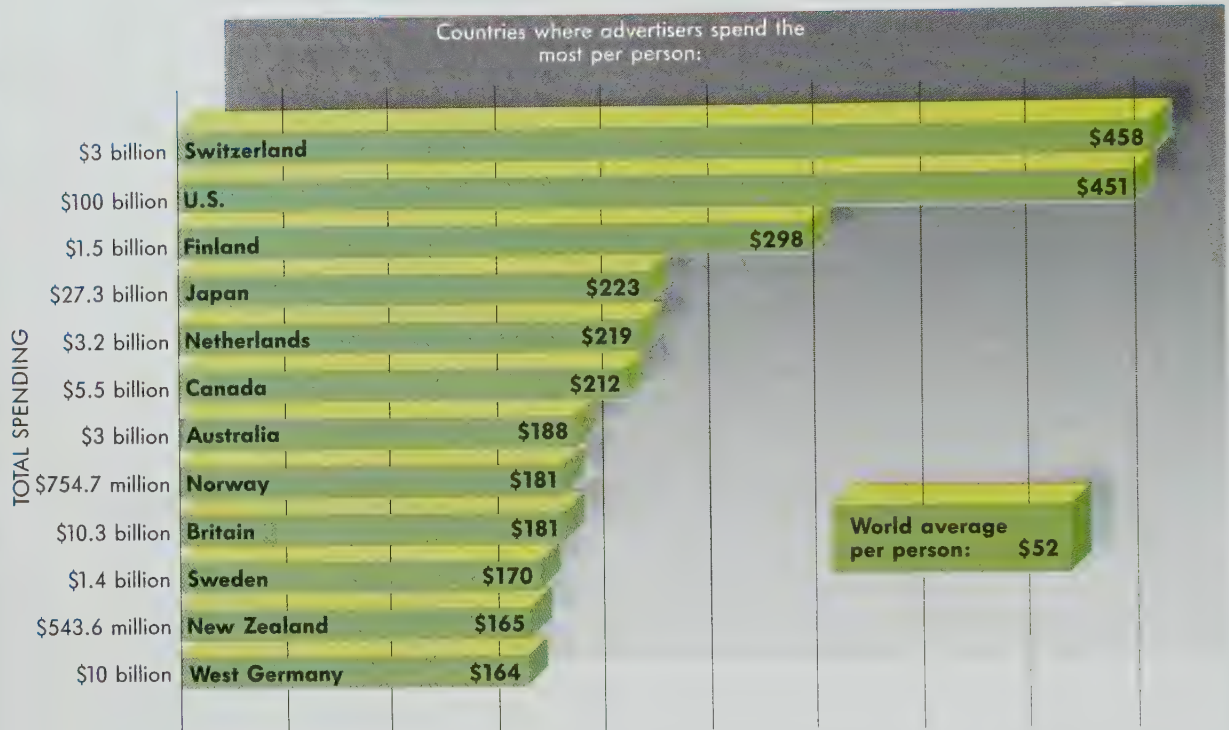 Countries where advertisers spend the
most per person:
TOTAL SPENDING
$3 billion Switzerland $458
$100 billion U.S. $451
$1.5 billion Finland $298
$27.3 billion Japan $223
$3.2 billion Netherlands $219
$5.5 billion Canada $212
$3 billion Australia $188
$754.7 million Norway $181
$10.3 billion Britain $181
$1.4 billion Sweden $170
$543.6 million New Zealand $165
$10 billion West Germany $164
World average
per person: $52